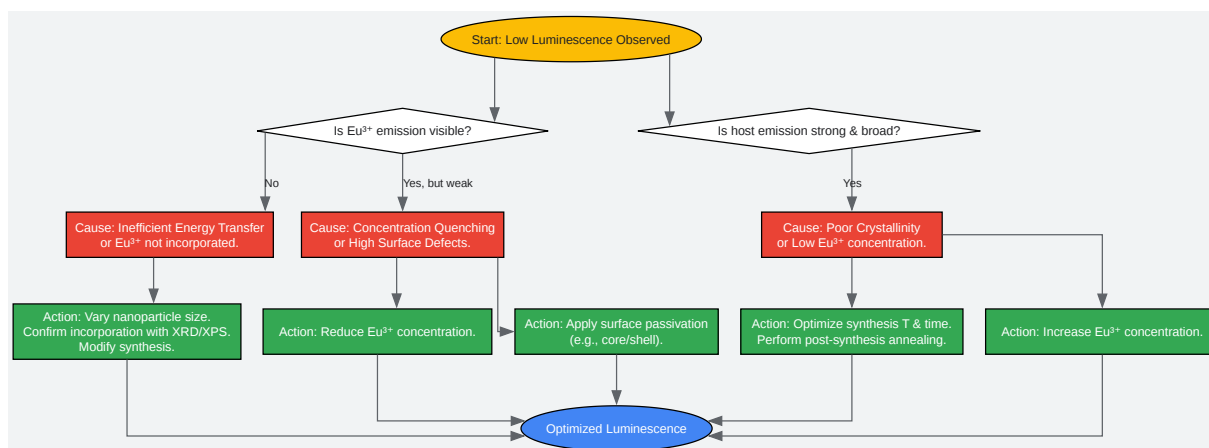 Start: Low Luminescence Observed
Is Eu³⁺ emission visible?
Is host emission strong & broad?
No
Yes, but weak
Yes
Cause: Inefficient Energy Transfer
or Eu³⁺ not incorporated.
Cause: Concentration Quenching
or High Surface Defects.
Cause: Poor Crystallinity
or Low Eu³⁺ concentration.
Action: Vary nanoparticle size.
Confirm incorporation with XRD/XPS.
Modify synthesis.
Action: Reduce Eu³⁺ concentration.
Action: Apply surface passivation
(e.g., core/shell).
Action: Optimize synthesis T & time.
Perform post-synthesis annealing.
Action: Increase Eu³⁺ concentration.
Optimized Luminescence